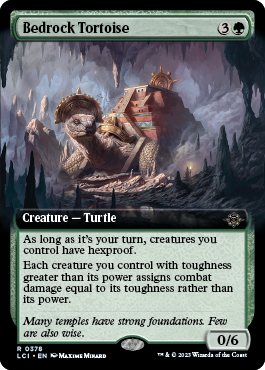 Bedrock Tortoise 3
Creature — Turtle
As long as it's your turn, creatures you
control have hexproof.
Each creature you control with toughness
greater than its power assigns combat
damage equal to its toughness rather than
its power.
Many temples have strong foundations. Few
are also wise.
0/6
R 0376
LCI • EN Maxime Minard
™ & © 2023 Wizards of the Coast